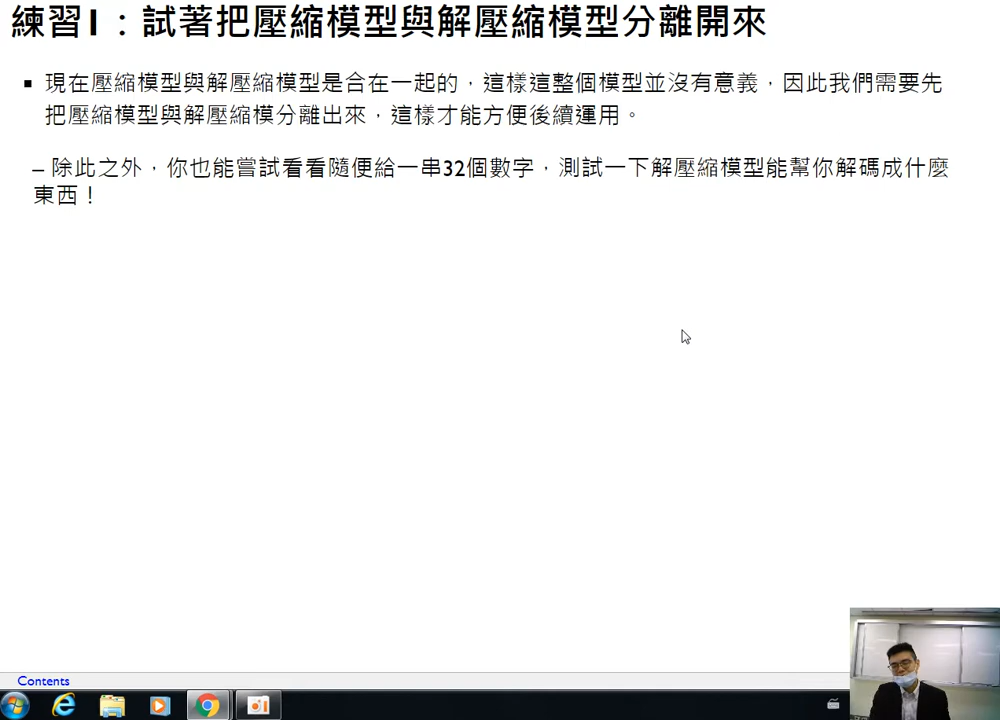 練習1：試著把壓縮模型與解壓縮模型分離開來
▪ 現在壓縮模型與解壓縮模型是合在一起的，這樣這整個模型並沒有意義，因此我們需要先
把壓縮模型與解壓縮模分離出來，這樣才能方便後續運用。
– 除此之外，你也能嘗試看看隨便給一串32個數字，測試一下解壓縮模型能幫你解碼成什麼
東西！
Contents